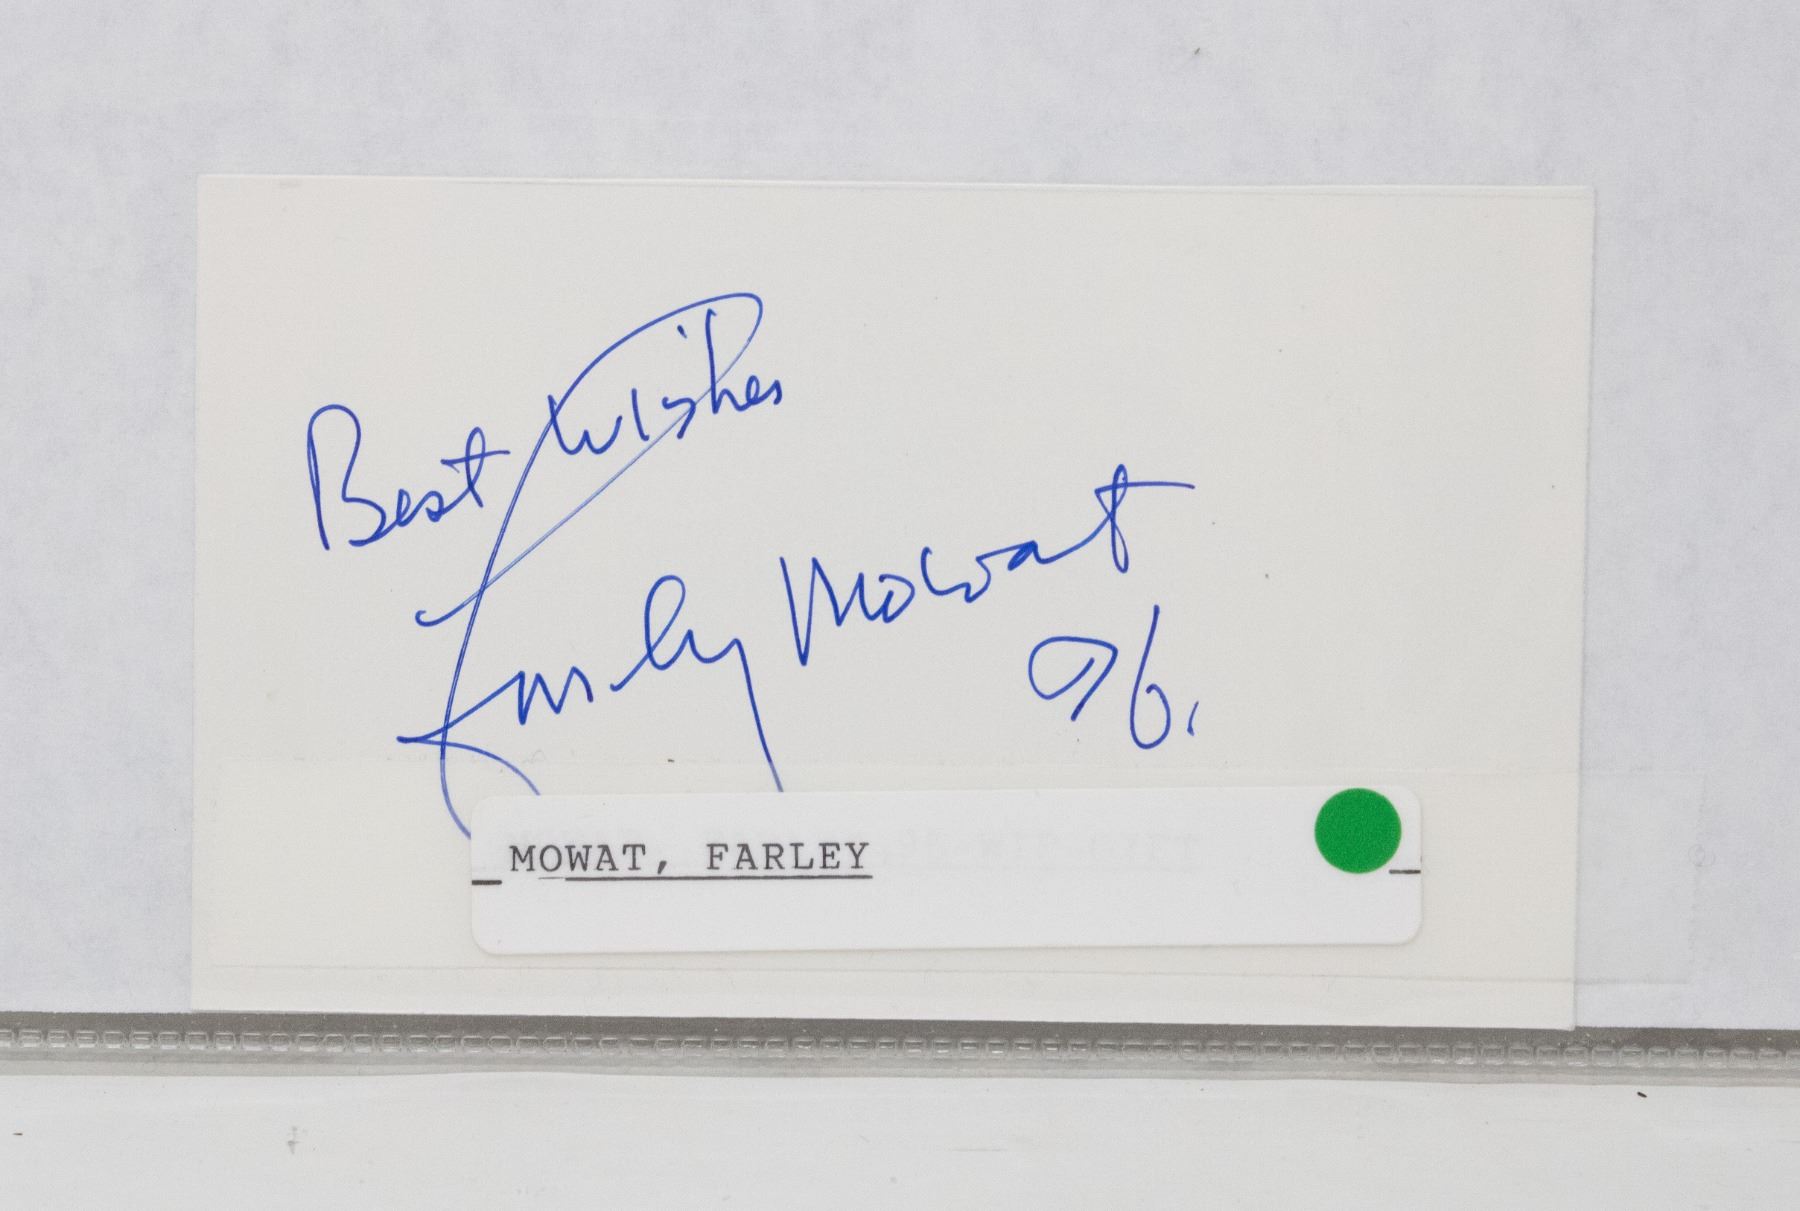 Best wishes
Farley Mowat
96.
MOWAT, FARLEY